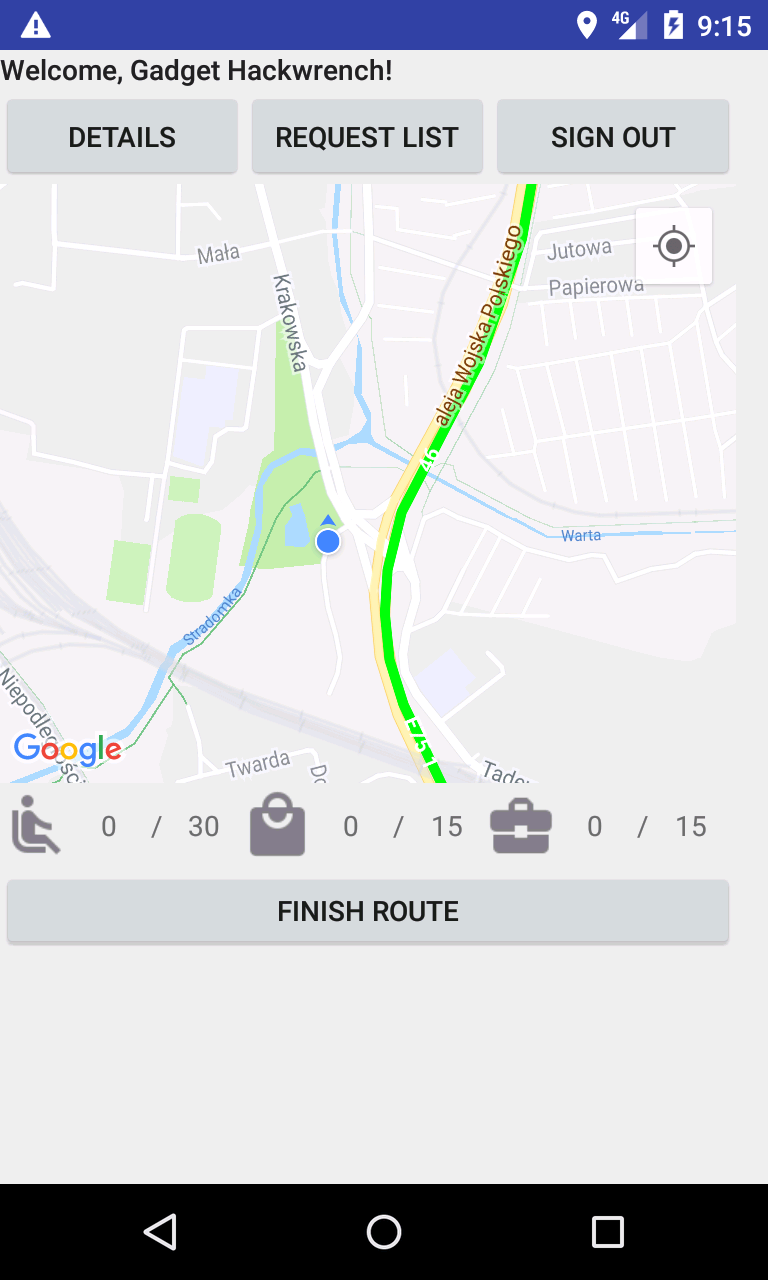 4G 9:15
Welcome, Gadget Hackwrench!
DETAILS REQUEST LIST SIGN OUT
Mała
Krakowska
aleja Wojska Polskiego
Jutowa
Papierowa
46
Warta
Stradomka
Google
Twarda
0 / 30 0 / 15 0 / 15
FINISH ROUTE